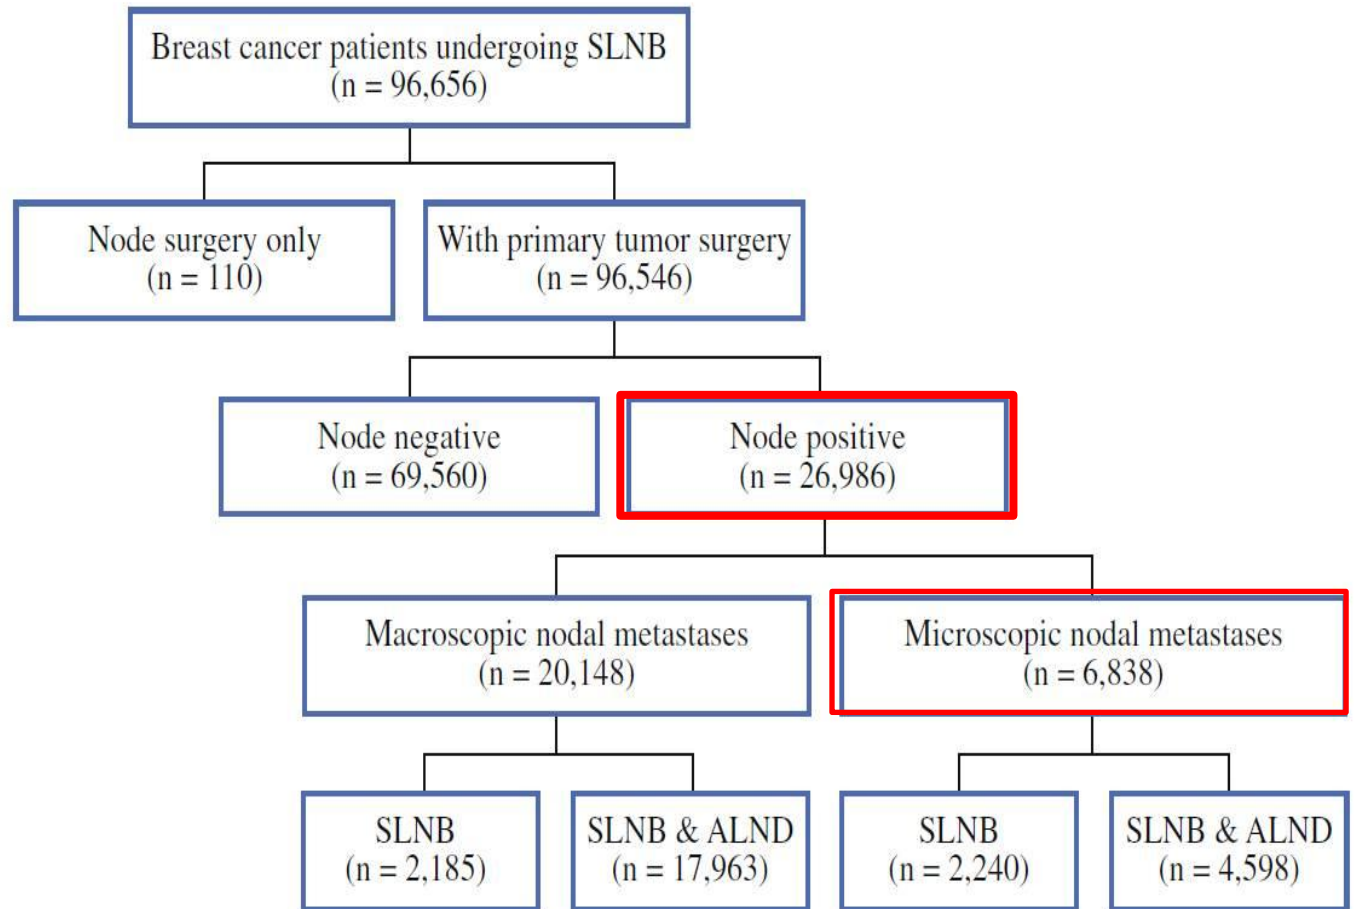 Breast cancer patients undergoing SLNB
(n = 96,656)
Node surgery only
(n = 110)
With primary tumor surgery
(n = 96,546)
Node negative
(n = 69,560)
Node positive
(n = 26,986)
Macroscopic nodal metastases
(n = 20,148)
Microscopic nodal metastases
(n = 6,838)
SLNB
(n = 2,185)
SLNB & ALND
(n = 17,963)
SLNB
(n = 2,240)
SLNB & ALND
(n = 4,598)